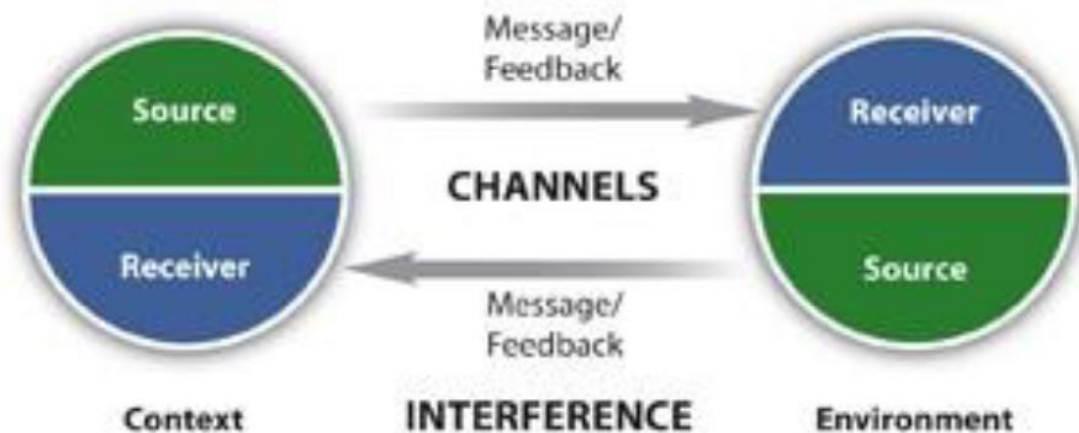 Message/
Feedback
Source
Receiver
CHANNELS
Receiver
Source
Message/
Feedback
Context
INTERFERENCE
Environment